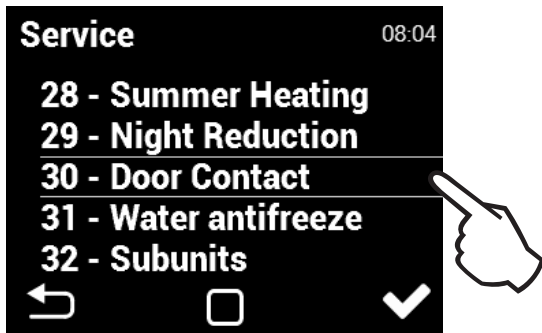 Service 08:04
28 - Summer Heating
29 - Night Reduction
30 - Door Contact
31 - Water antifreeze
32 - Subunits